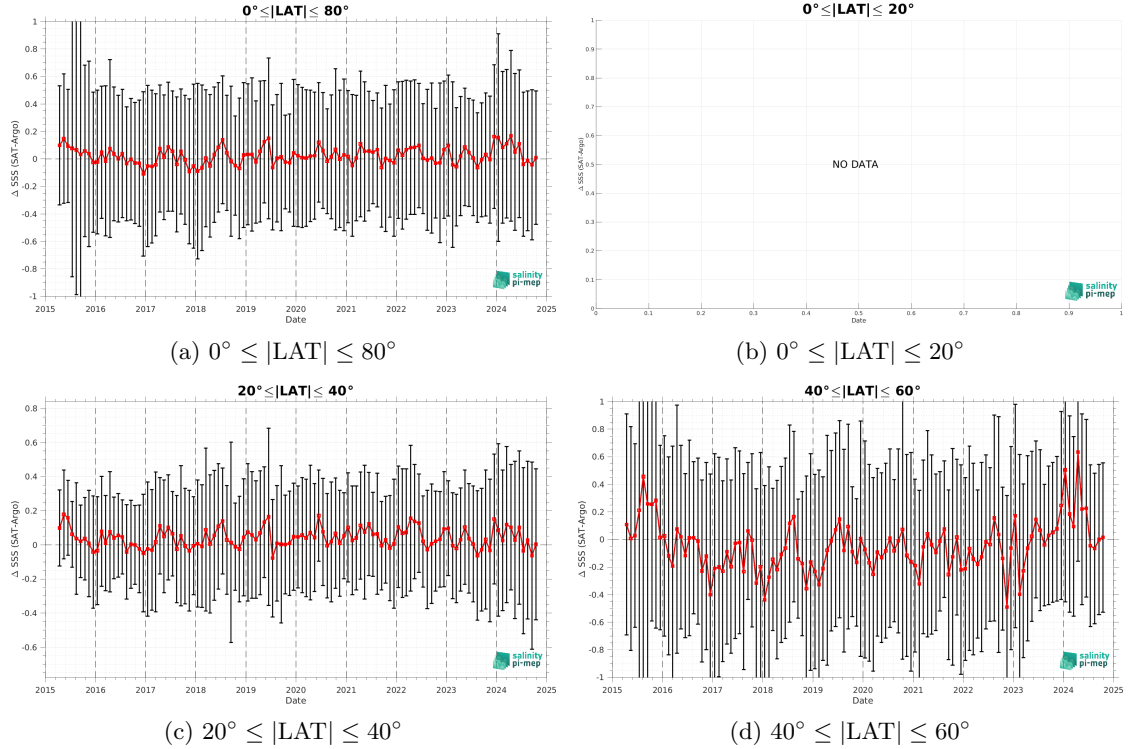 0°≤|LAT|≤ 80°
Δ SSS (SAT-Argo)
1
0.8
0.6
0.4
0.2
0
-0.2
-0.4
-0.6
-0.8
-1
2015 2016 2017 2018 2019 2020 2021 2022 2023 2024 2025
Date
salinity
pi-mep
(a) 0° ≤ |LAT| ≤ 80°
0°≤|LAT|≤ 20°
Δ SSS (SAT-Argo)
1
0.9
0.8
0.7
0.6
0.5
0.4
0.3
0.2
0.1
0
NO DATA
0 0.1 0.2 0.3 0.4 0.5 0.6 0.7 0.8 0.9 1
Date
salinity
pi-mep
(b) 0° ≤ |LAT| ≤ 20°
20°≤|LAT|≤ 40°
Δ SSS (SAT-Argo)
0.8
0.6
0.4
0.2
0
-0.2
-0.4
-0.6
2015 2016 2017 2018 2019 2020 2021 2022 2023 2024 2025
Date
salinity
pi-mep
(c) 20° ≤ |LAT| ≤ 40°
40°≤|LAT|≤ 60°
Δ SSS (SAT-Argo)
1
0.8
0.6
0.4
0.2
0
-0.2
-0.4
-0.6
-0.8
-1
2015 2016 2017 2018 2019 2020 2021 2022 2023 2024 2025
Date
salinity
pi-mep
(d) 40° ≤ |LAT| ≤ 60°